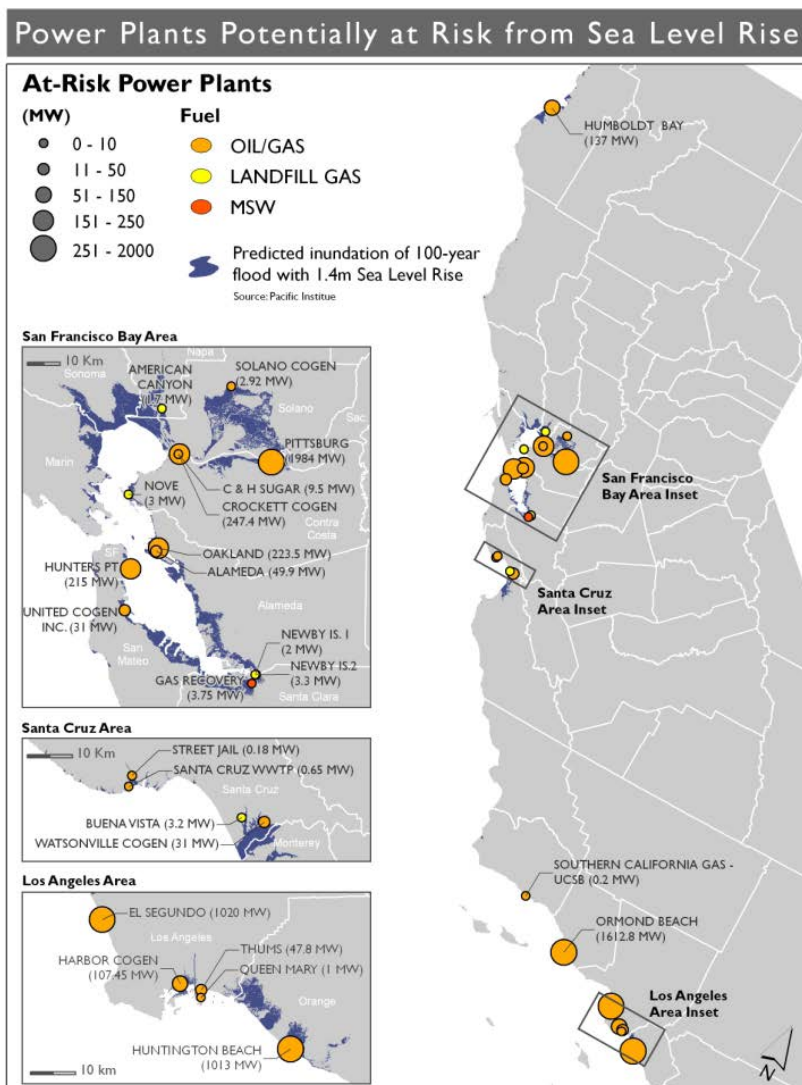 Power Plants Potentially at Risk from Sea Level Rise
At-Risk Power Plants
(MW)
0 - 10
11 - 50
51 - 150
151 - 250
251 - 2000
Fuel
OIL/GAS
LANDFILL GAS
MSW
Predicted inundation of 100-year
flood with 1.4m Sea Level Rise
Source: Pacific Institue
San Francisco Bay Area
10 Km
Napa
Sonoma
AMERICAN
CANYON
(1.7 MW)
SOLANO COGEN
(2.92 MW)
Solano
Sac.
Marin
PITTSBURG
(1984 MW)
NOVE
(3 MW)
C & H SUGAR (9.5 MW)
CROCKETT COGEN
(247.4 MW)
Contra
Costa
SF
OAKLAND (223.5 MW)
HUNTERS PT
(215 MW)
ALAMEDA (49.9 MW)
UNITED COGEN
INC. (31 MW)
Alameda
San
Mateo
NEWBY IS. 1
(2 MW)
NEWBY IS.2
(3.3 MW)
GAS RECOVERY
(3.75 MW)
Santa Clara
Santa Cruz Area
10 Km
STREET JAIL (0.18 MW)
SANTA CRUZ WWTP (0.65 MW)
Santa Cruz
BUENA VISTA (3.2 MW)
WATSONVILLE COGEN (31 MW)
Monterey
Los Angeles Area
EL SEGUNDO (1020 MW)
Los Angeles
THUMS (47.8 MW)
HARBOR COGEN
(107.45 MW)
QUEEN MARY (1 MW)
Orange
HUNTINGTON BEACH
(1013 MW)
10 km
HUMBOLDT BAY
(137 MW)
San Francisco
Bay Area Inset
Santa Cruz
Area Inset
SOUTHERN CALIFORNIA GAS -
UCSB (0.2 MW)
ORMOND BEACH
(1612.8 MW)
Los Angeles
Area Inset
N